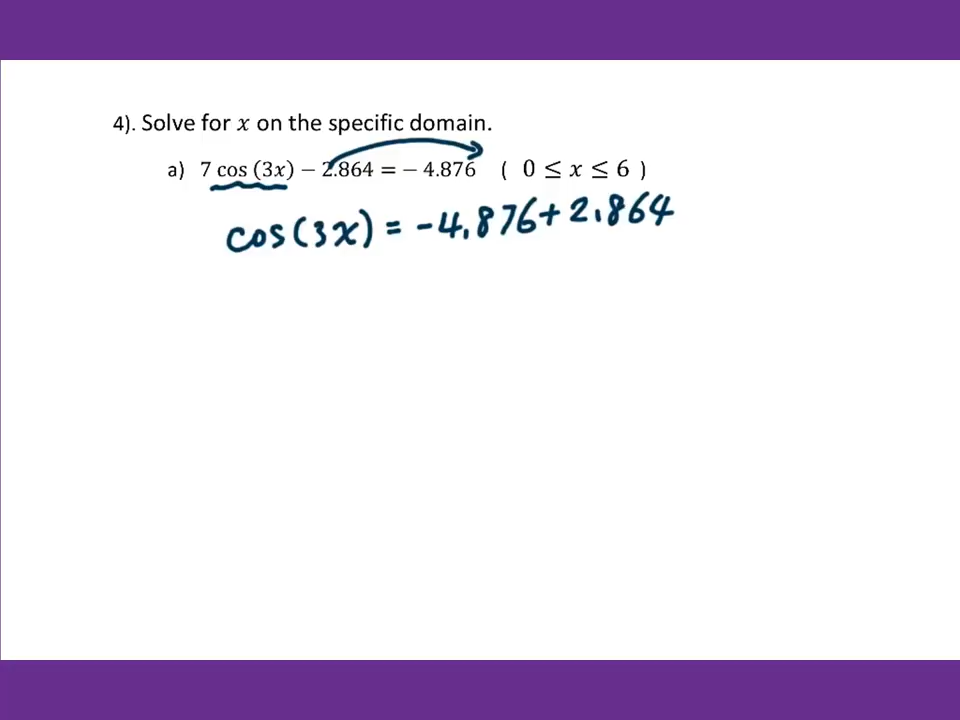 4). Solve for x on the specific domain.
a) 7 cos (3x) − 2.864 = − 4.876 ( 0 ≤ x ≤ 6 )
cos(3x) = -4.876+2.864